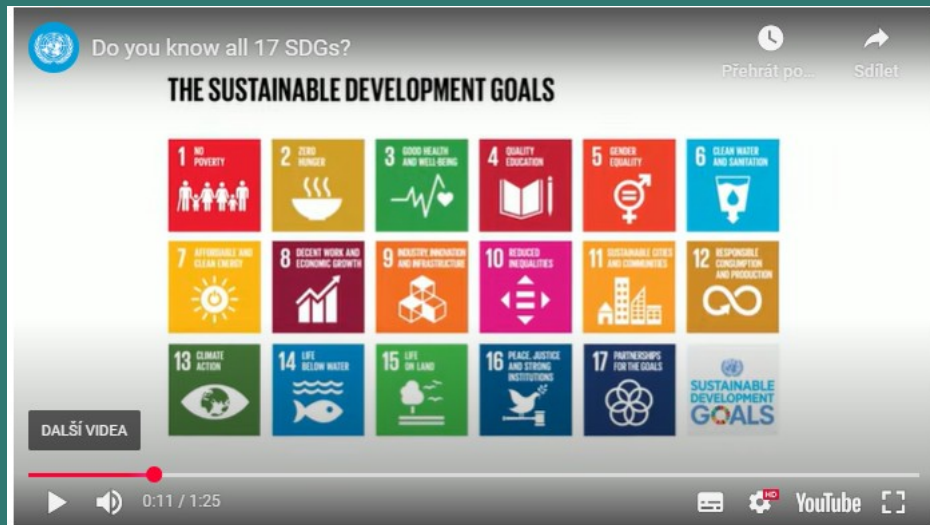 Do you know all 17 SDGs?
Přehrát po...
Sdílet
THE SUSTAINABLE DEVELOPMENT GOALS
1 NO
POVERTY
2 ZERO
HUNGER
3 GOOD HEALTH
AND WELL-BEING
4 QUALITY
EDUCATION
5 GENDER
EQUALITY
6 CLEAN WATER
AND SANITATION
7 AFFORDABLE AND
CLEAN ENERGY
8 DECENT WORK AND
ECONOMIC GROWTH
9 INDUSTRY, INNOVATION
AND INFRASTRUCTURE
10 REDUCED
INEQUALITIES
11 SUSTAINABLE CITIES
AND COMMUNITIES
12 RESPONSIBLE
CONSUMPTION
AND PRODUCTION
13 CLIMATE
ACTION
14 LIFE
BELOW WATER
15 LIFE
ON LAND
16 PEACE, JUSTICE
AND STRONG
INSTITUTIONS
17 PARTNERSHIPS
FOR THE GOALS
SUSTAINABLE
DEVELOPMENT
GOALS
DALŠÍ VIDEA
0:11 / 1:25
HD
YouTube